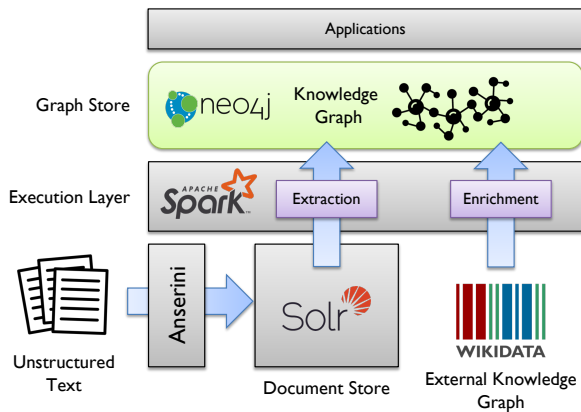 Applications
Graph Store
neo4j
Knowledge
Graph
Execution Layer
APACHE
Spark™
Extraction
Enrichment
Anserini
Solr
WIKIDATA
Unstructured
Text
Document Store
External Knowledge
Graph